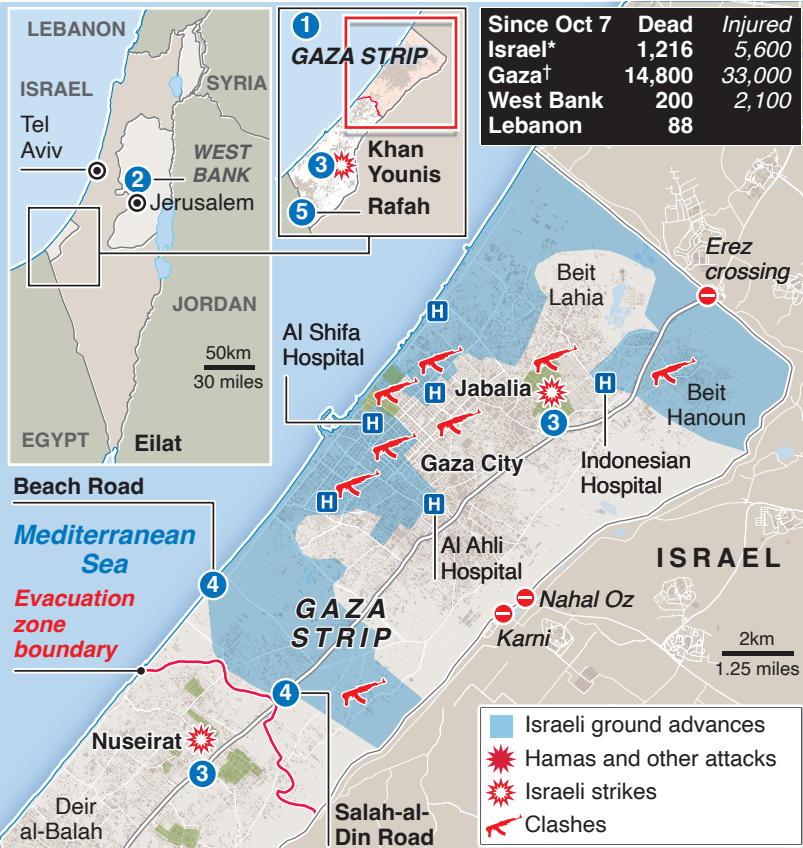 LEBANON
ISRAEL
SYRIA
Tel
Aviv
WEST
BANK
2
Jerusalem
JORDAN
50km
30 miles
EGYPT
Eilat
1
GAZA STRIP
3
Khan
Younis
5
Rafah
Since Oct 7 Dead Injured
Israel* 1,216 5,600
Gaza† 14,800 33,000
West Bank 200 2,100
Lebanon 88
Erez
crossing
Beit
Lahia
H
Al Shifa
Hospital
H
Jabalia
H
Beit
Hanoun
H
3
Gaza City
Indonesian
Hospital
H
H
Al Ahli
Hospital
Beach Road
Mediterranean
Sea
4
Evacuation
zone
boundary
GAZA
STRIP
ISRAEL
Nahal Oz
Karni
2km
1.25 miles
4
Nuseirat
3
Deir
al-Balah
Salah-al-
Din Road
Israeli ground advances
Hamas and other attacks
Israeli strikes
Clashes